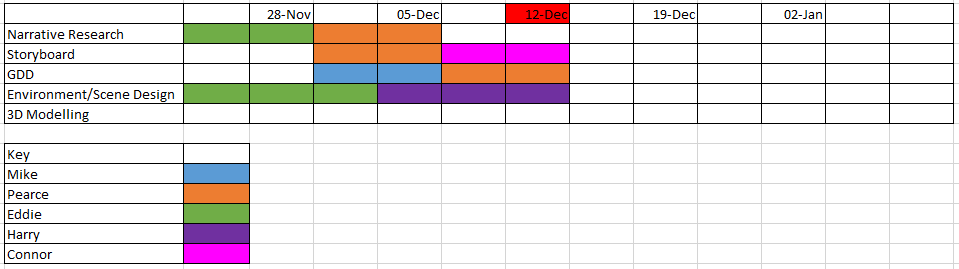 28-Nov 05-Dec 12-Dec 19-Dec 02-Jan
Narrative Research
Storyboard
GDD
Environment/Scene Design
3D Modelling
Key
Mike
Pearce
Eddie
Harry
Connor